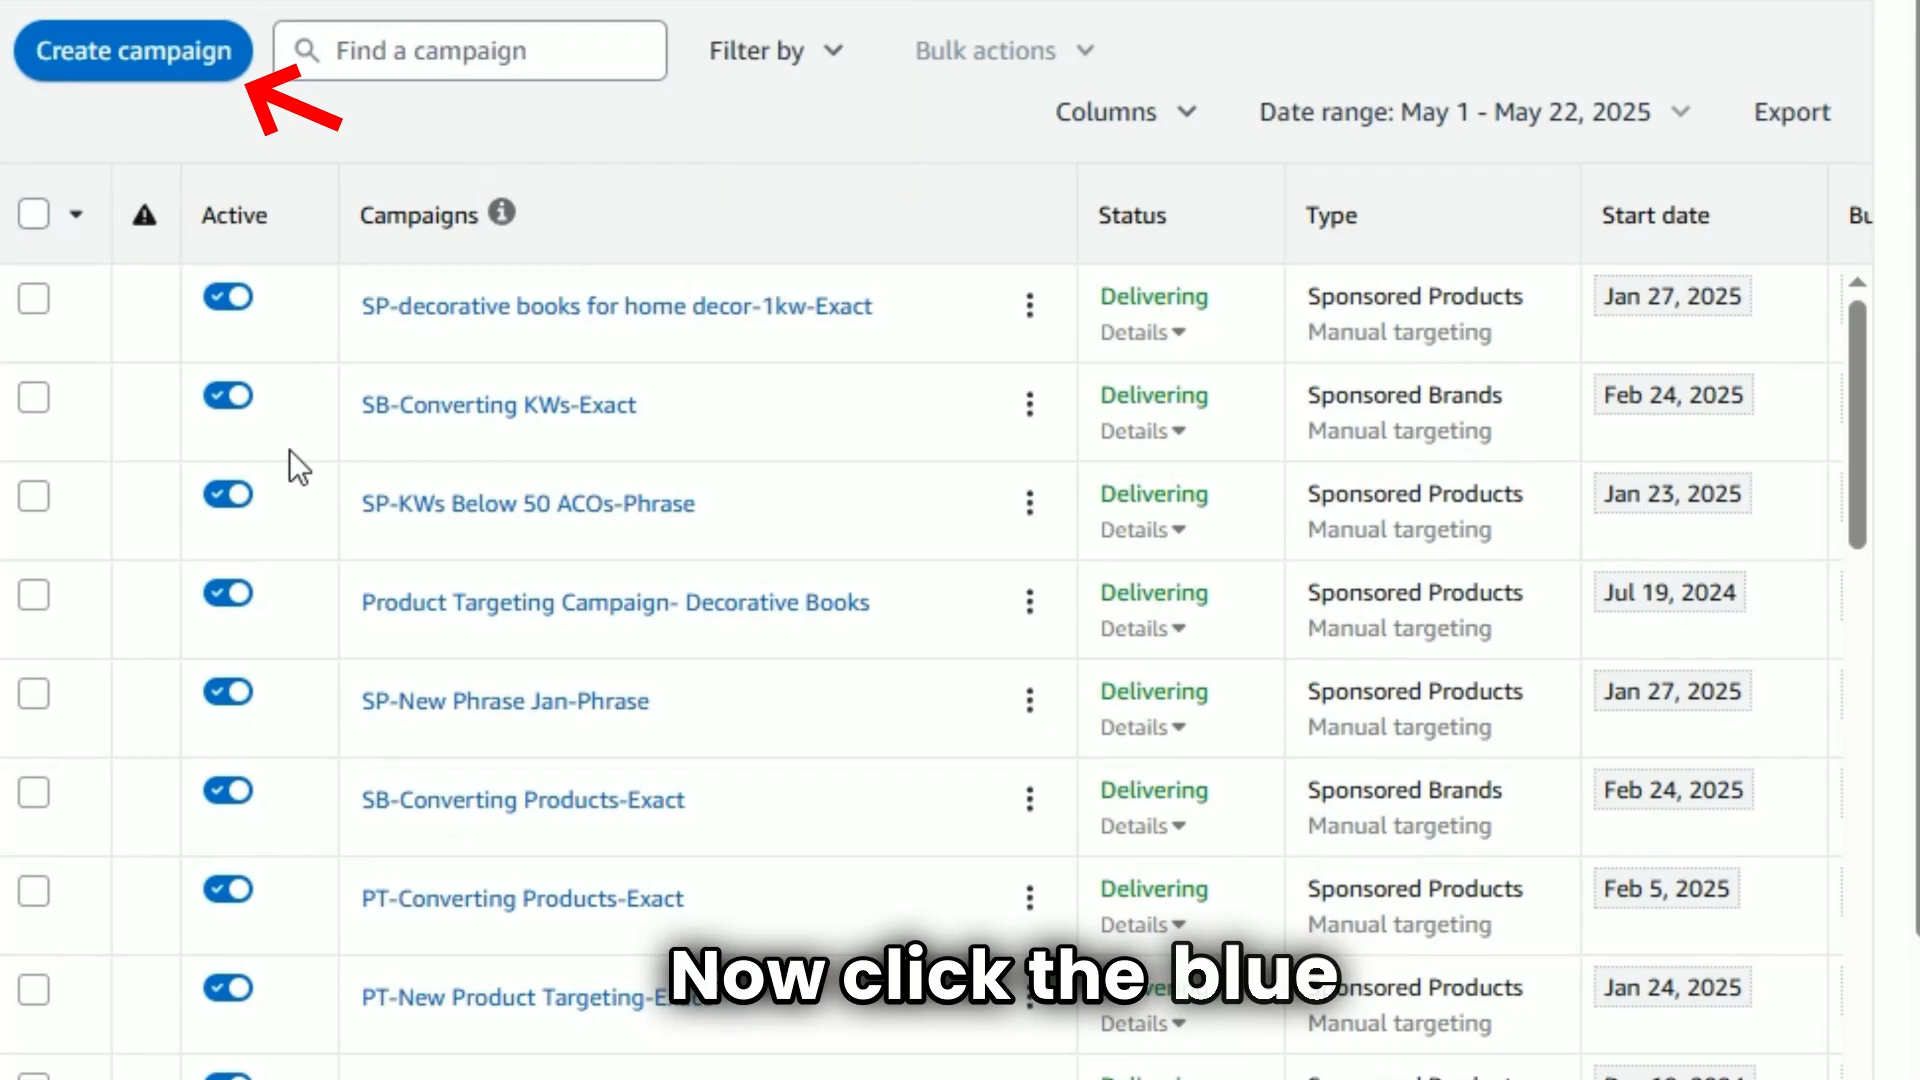 Create campaign
Find a campaign
Filter by
Bulk actions
Columns
Date range: May 1 - May 22, 2025
Export
Active
Campaigns
Status
Type
Start date
SP-decorative books for home decor-1kw-Exact
Delivering
Details
Sponsored Products
Manual targeting
Jan 27, 2025
SB-Converting KWs-Exact
Delivering
Details
Sponsored Brands
Manual targeting
Feb 24, 2025
SP-KWs Below 50 ACOs-Phrase
Delivering
Details
Sponsored Products
Manual targeting
Jan 23, 2025
Product Targeting Campaign- Decorative Books
Delivering
Details
Sponsored Products
Manual targeting
Jul 19, 2024
SP-New Phrase Jan-Phrase
Delivering
Details
Sponsored Products
Manual targeting
Jan 27, 2025
SB-Converting Products-Exact
Delivering
Details
Sponsored Brands
Manual targeting
Feb 24, 2025
PT-Converting Products-Exact
Delivering
Details
Sponsored Products
Manual targeting
Feb 5, 2025
PT-New Product Targeting-
Details
Sponsored Products
Manual targeting
Jan 24, 2025
Now click the blue